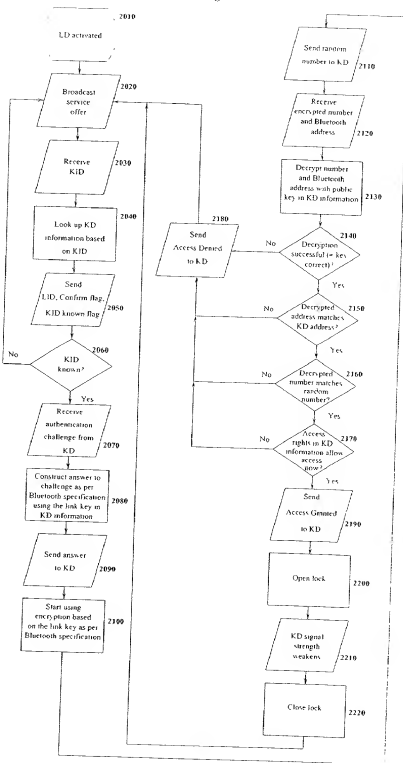 2010
LD activated
2020
Broadcast
service
offer
2030
Receive
KID
2040
Look up KD
information based
on KID
Send
LID, Confirm flag,
KID known flag
2050
2060
No
KID
known?
Yes
Receive
authentication
challenge from
KD
2070
Construct answer to
challenge as per
Bluetooth specification
using the link key in
KD information
2080
Send answer
to KD
2090
Start using
encryption based
on the link key as per
Bluetooth specification
2100
Send random
number to KD
2110
Receive
encrypted number
and Bluetooth
address
2120
Decrypt number
and Bluetooth
address with public
key in KD information
2130
2180
Send
Access Denied
to KD
No
2140
Decryption
successful (= key
correct)?
Yes
No
2150
Decrypted
address matches
KD address?
Yes
No
2160
Decrypted
number matches
random
number?
Yes
No
2170
Access
rights in KD
information allow
access
now?
Yes
Send
Access Granted
to KD
2190
Open lock
2200
KD signal
strength
weakens
2210
Close lock
2220